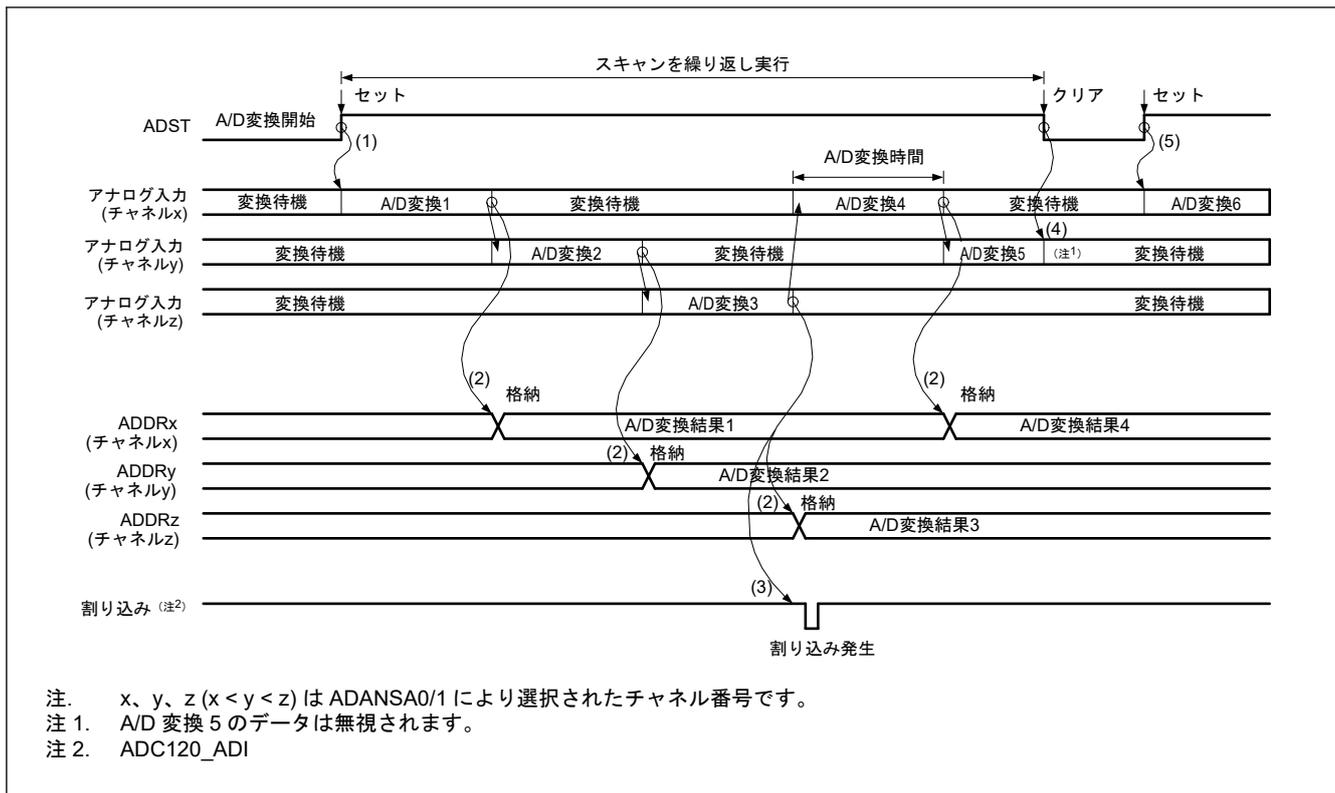 スキャンを繰り返し実行
セット
クリア
セット
ADST
A/D変換開始
(1)
(5)
A/D変換時間
アナログ入力
(チャネルx)
変換待機
A/D変換1
変換待機
A/D変換4
変換待機
A/D変換6
アナログ入力
(チャネルy)
変換待機
A/D変換2
変換待機
A/D変換5
(4)
(注1)
変換待機
アナログ入力
(チャネルz)
変換待機
A/D変換3
変換待機
(2)
格納
(2)
格納
ADDRx
(チャネルx)
A/D変換結果1
A/D変換結果4
(2)
格納
ADDRy
(チャネルy)
A/D変換結果2
(2)
格納
ADDRz
(チャネルz)
A/D変換結果3
(3)
割り込み (注2)
割り込み発生
注. x、y、z (x < y < z) は ADANSA0/1 により選択されたチャネル番号です。
注 1. A/D 変換 5 のデータは無視されます。
注 2. ADC120_ADI